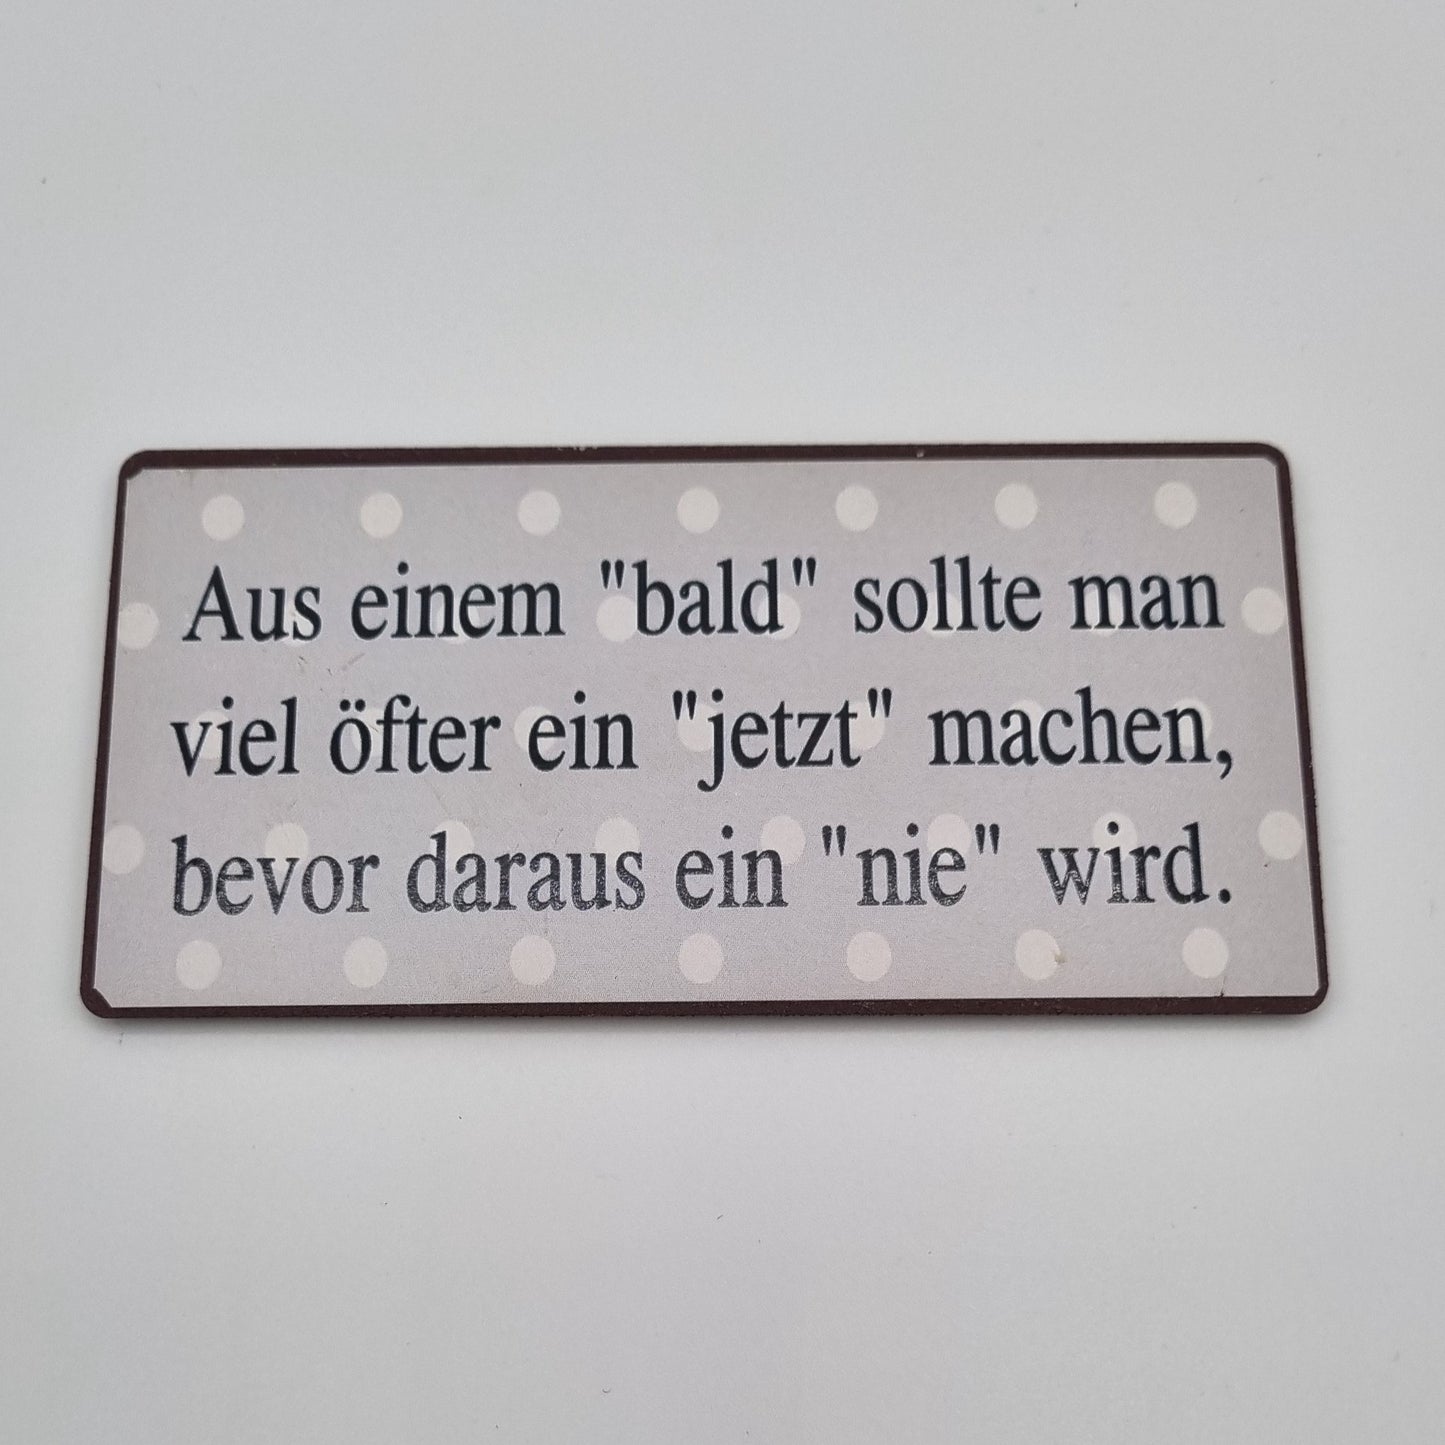 Aus einem "bald" sollte man
viel öfter ein "jetzt" machen,
bevor daraus ein "nie" wird.